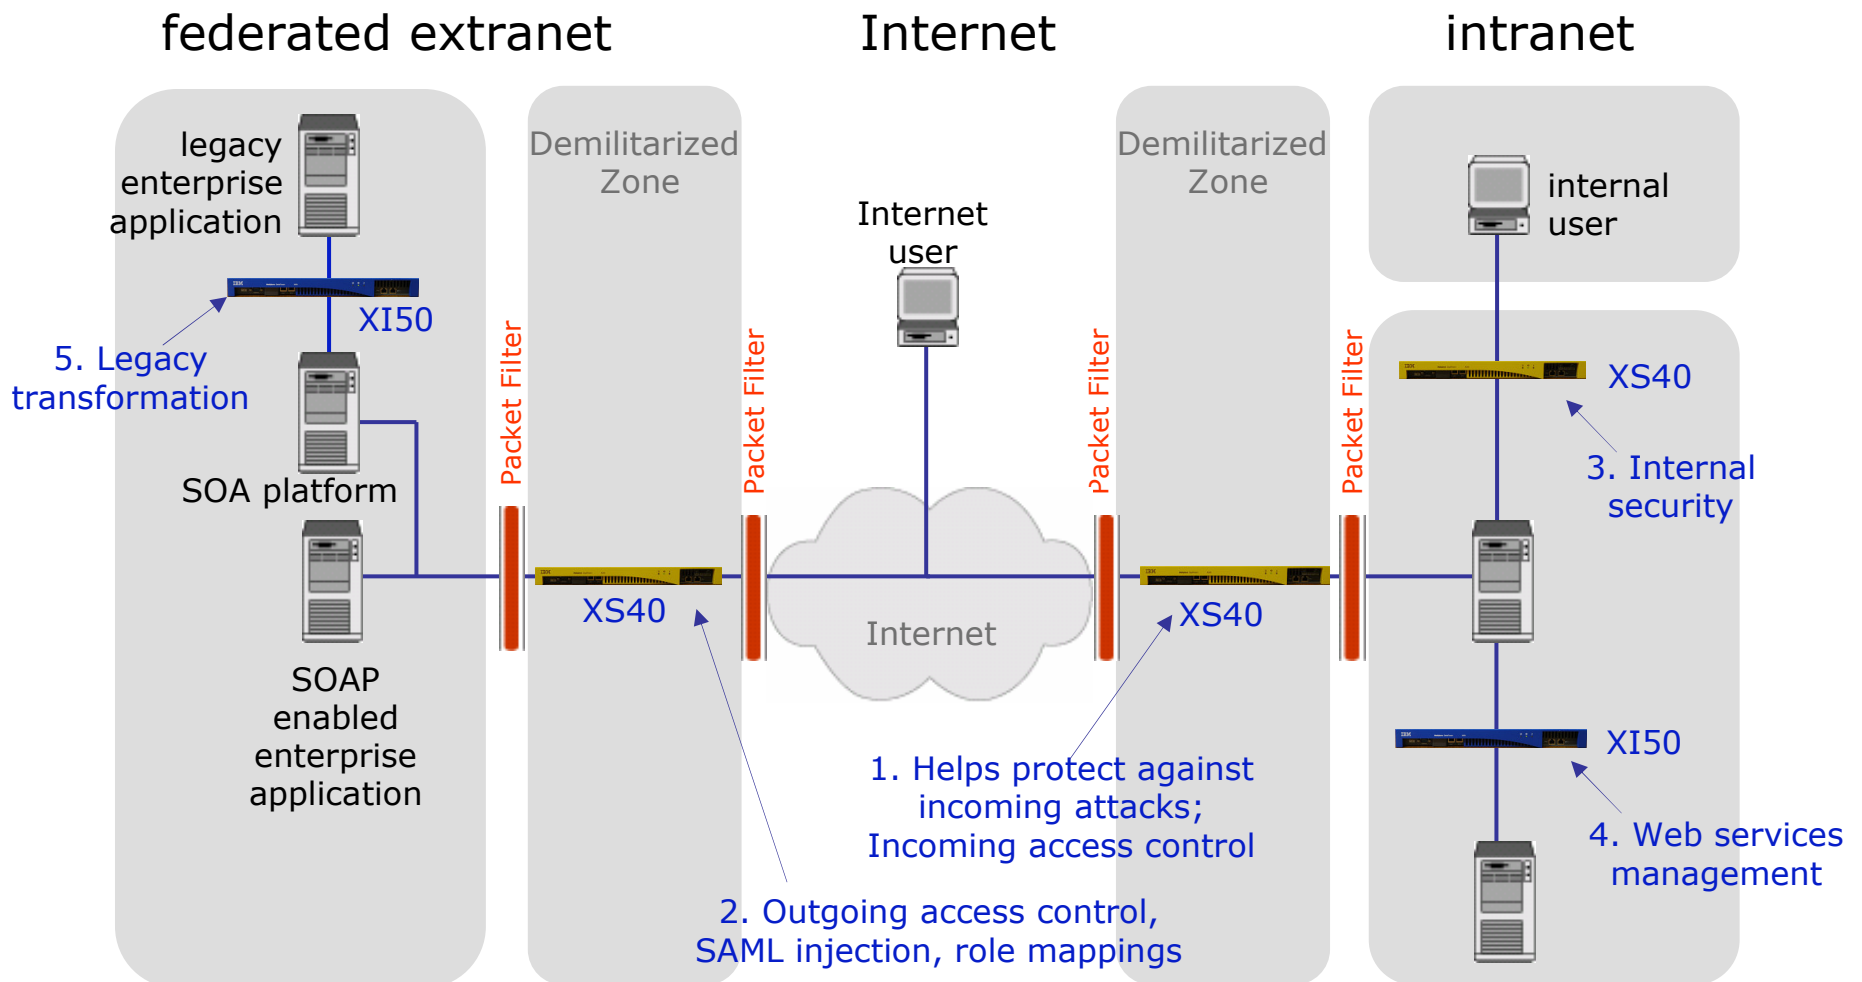 federated extranet
Internet
intranet
legacy
enterprise
application
XI50
5. Legacy
transformation
SOA platform
SOAP
enabled
enterprise
application
Packet Filter
Demilitarized
Zone
XS40
Packet Filter
Internet
user
Internet
1. Helps protect against
incoming attacks;
Incoming access control
2. Outgoing access control,
SAML injection, role mappings
Packet Filter
Demilitarized
Zone
XS40
Packet Filter
internal
user
XS40
3. Internal
security
XI50
4. Web services
management